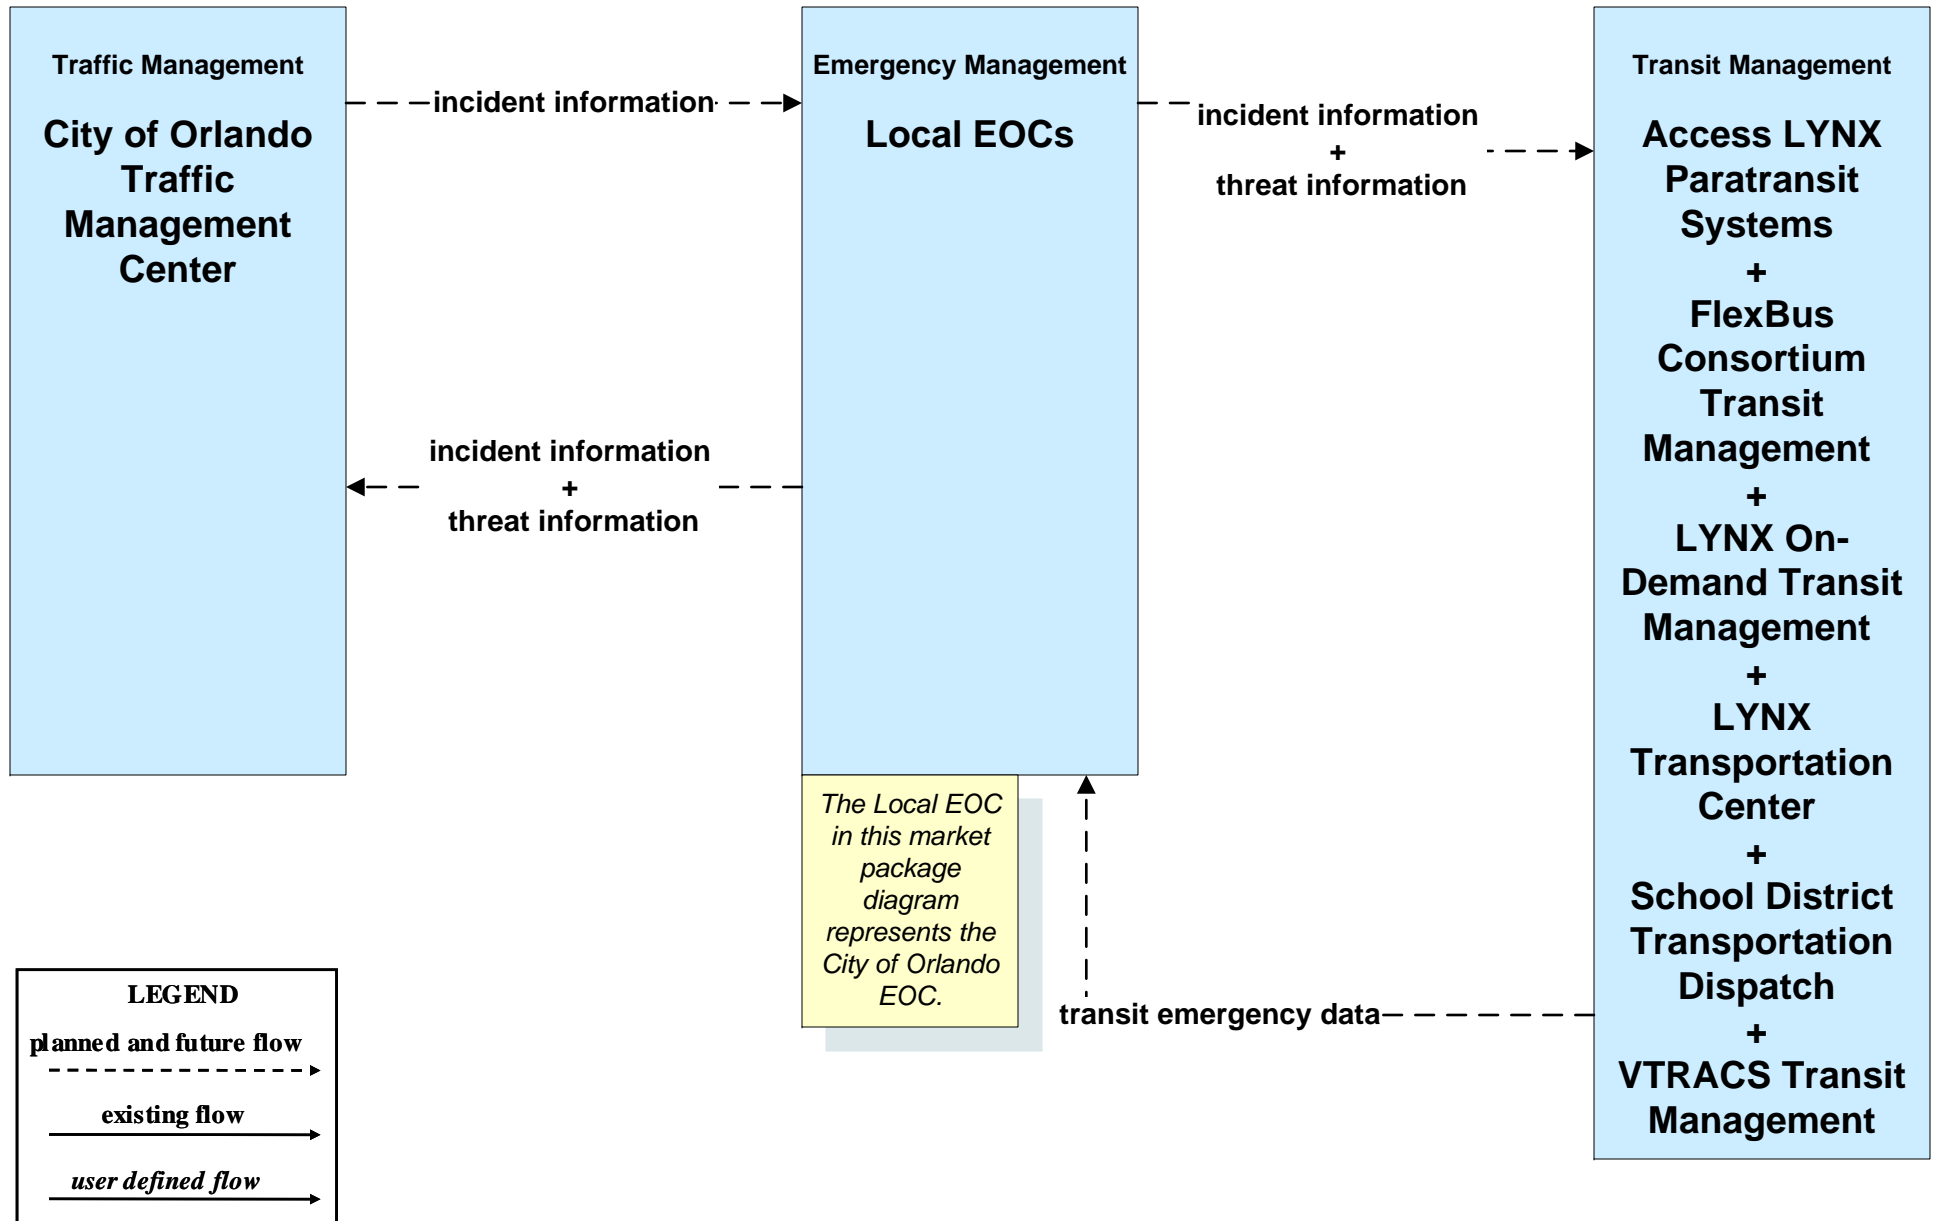 Traffic Management
City of Orlando
Traffic
Management
Center
incident information
Emergency Management
Local EOCs
incident information
+
threat information
Transit Management
Access LYNX
Paratransit
Systems
+
FlexBus
Consortium
Transit
Management
+
LYNX On-
Demand Transit
Management
+
LYNX
Transportation
Center
+
School District
Transportation
Dispatch
+
VTRACS Transit
Management
incident information
+
threat information
The Local EOC
in this market
package
diagram
represents the
City of Orlando
EOC.
transit emergency data
LEGEND
planned and future flow
existing flow
user defined flow